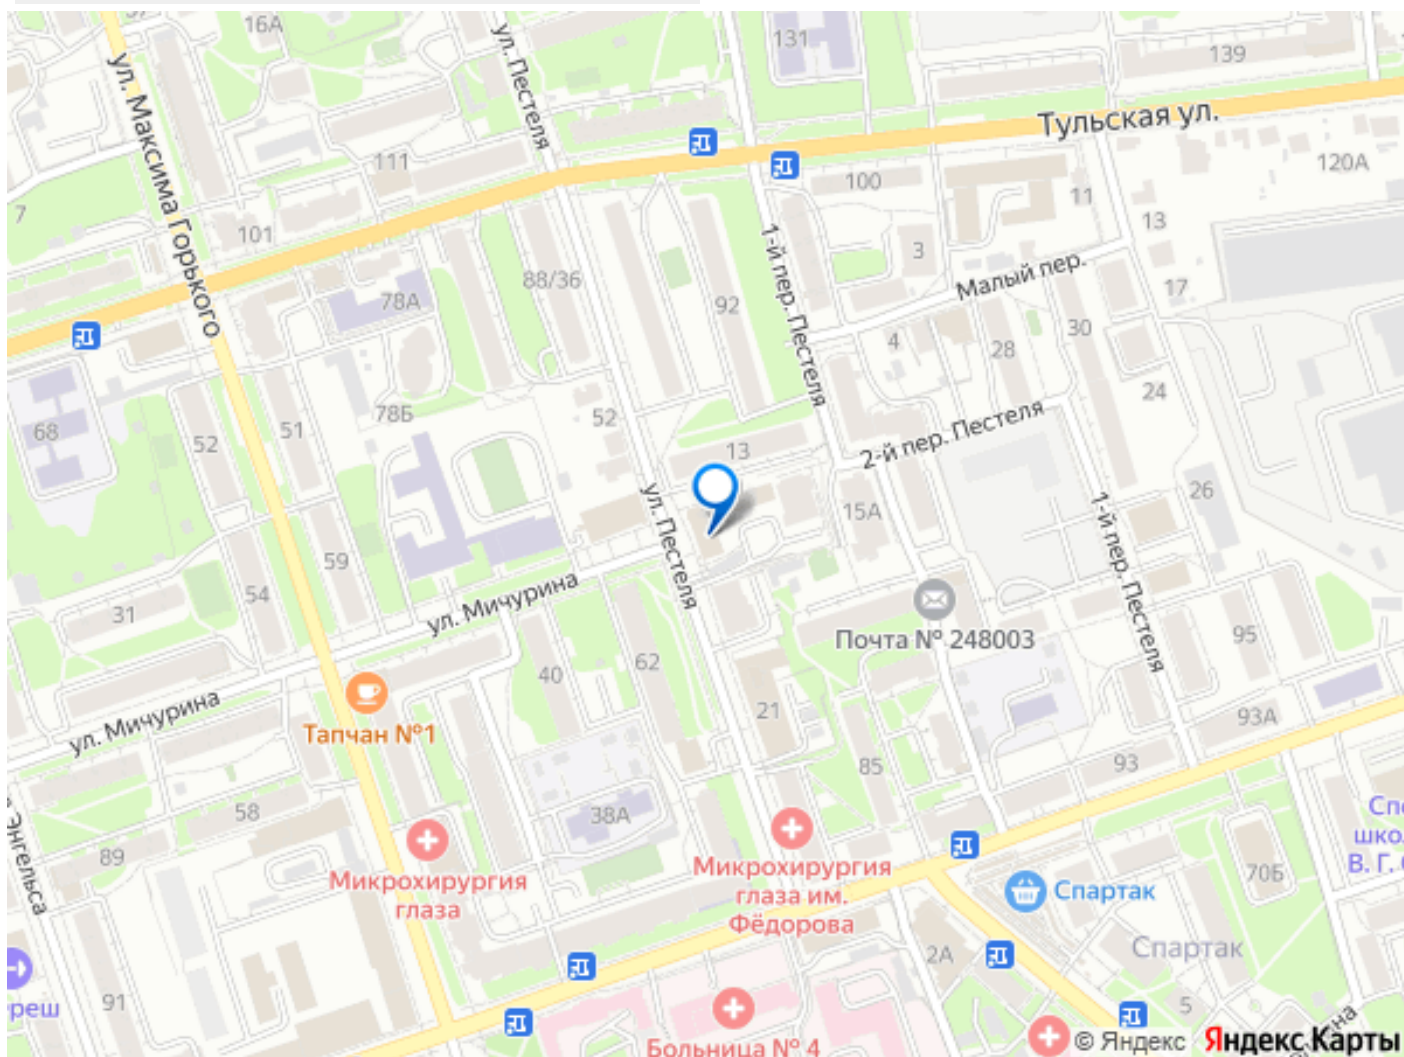 16А
ул. Пестеля
131
139
ул. Максима Горького
Тульская ул.
111
100
11
120А
7
101
3
13
1-й пер. Пестеля
88/36
78А
Малый пер.
17
92
4
28
30
24
78Б
52
2-й пер. Пестеля
68
52
51
13
ул. Пестеля
15А
1-й пер. Пестеля
26
59
54
31
ул. Мичурина
Почта № 248003
95
62
40
ул. Мичурина
Тапчан №1
21
93А
85
93
58
38А
Энгельса
89
Микрохирургия
глаза
Микрохирургия
глаза им.
Фёдорова
Спартак
70Б
школ
В. Г.
Спартак
2А
91
5
Больница № 4
© Яндекс
Яндекс Карты